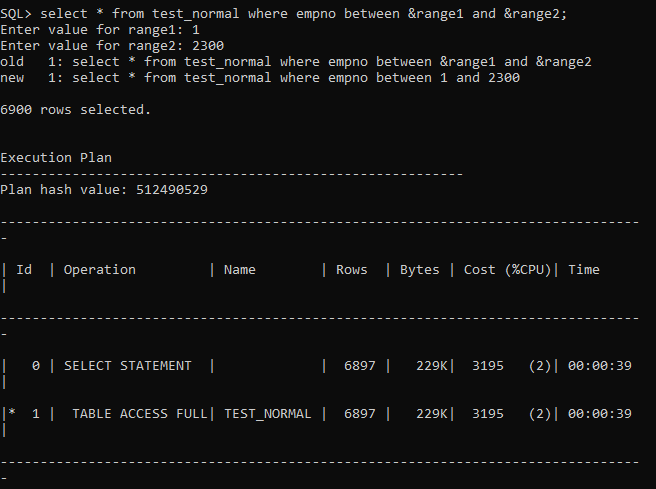 SQL> select * from test_normal where empno between &range1 and &range2;
Enter value for range1: 1
Enter value for range2: 2300
old   1: select * from test_normal where empno between &range1 and &range2
new   1: select * from test_normal where empno between 1 and 2300
6900 rows selected.
Execution Plan
----------------------------------------------------------
Plan hash value: 512490529
--------------------------------------------------------------------------------
-
| Id  | Operation         | Name        | Rows  | Bytes | Cost (%CPU)| Time
|
--------------------------------------------------------------------------------
-
|   0 | SELECT STATEMENT  |             |  6897 |   229K|  3195   (2)| 00:00:39
|
|*  1 |  TABLE ACCESS FULL| TEST_NORMAL |  6897 |   229K|  3195   (2)| 00:00:39
|
--------------------------------------------------------------------------------
-